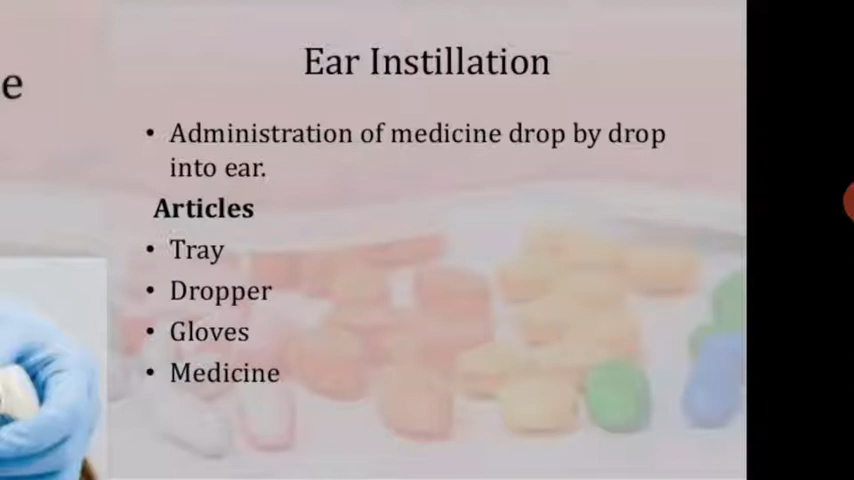 e
Ear Instillation
• Administration of medicine drop by drop
into ear.
Articles
• Tray
• Dropper
• Gloves
• Medicine